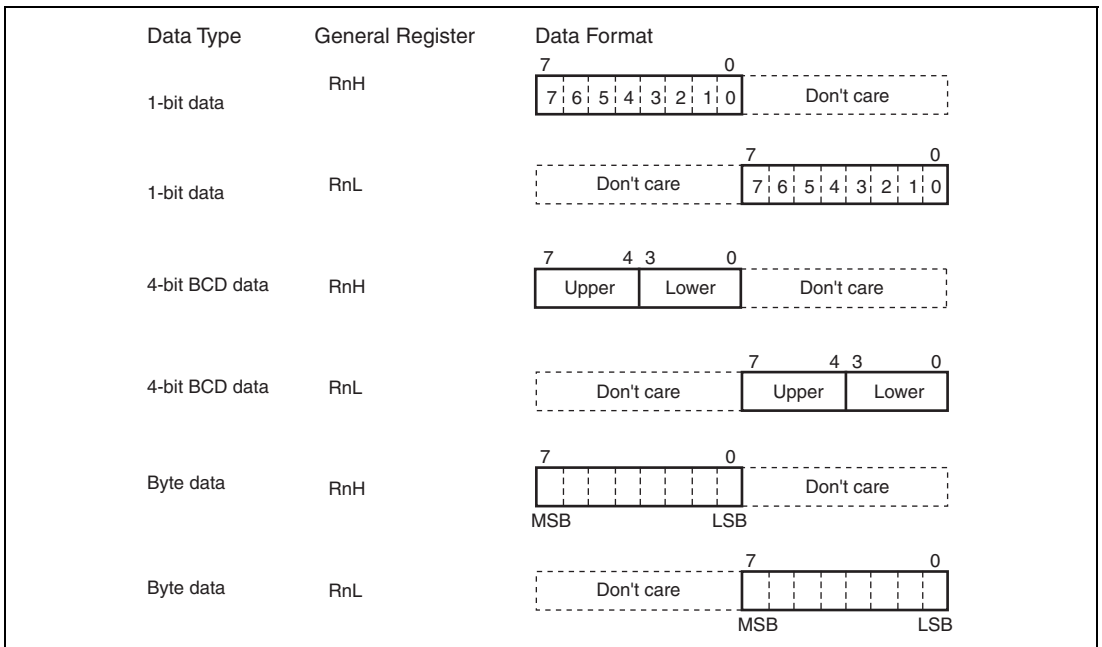 Data Type General Register Data Format
7 0
1-bit data RnH 7 6 5 4 3 2 1 0 Don't care
7 0
1-bit data RnL Don't care 7 6 5 4 3 2 1 0
7 4 3 0
4-bit BCD data RnH Upper Lower Don't care
7 4 3 0
4-bit BCD data RnL Don't care Upper Lower
7 0
Byte data RnH Don't care
MSB LSB
7 0
Byte data RnL Don't care
MSB LSB